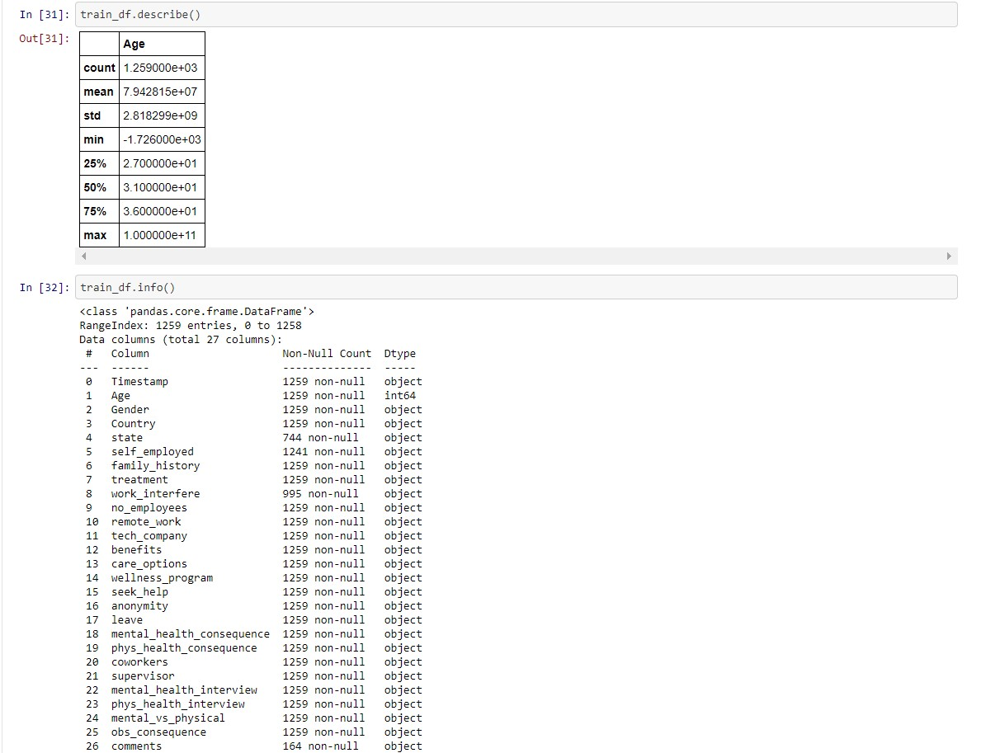 In [31]: train_df.describe()
Out[31]:
Age
count 1.259000e+03
mean 7.942815e+07
std 2.818299e+09
min -1.726000e+03
25% 2.700000e+01
50% 3.100000e+01
75% 3.600000e+01
max 1.000000e+11
In [32]: train_df.info()
<class 'pandas.core.frame.DataFrame'>
RangeIndex: 1259 entries, 0 to 1258
Data columns (total 27 columns):
 #   Column                     Non-Null Count  Dtype
---  ------                     --------------  -----
 0   Timestamp                  1259 non-null   object
 1   Age                        1259 non-null   int64
 2   Gender                     1259 non-null   object
 3   Country                    1259 non-null   object
 4   state                      744 non-null    object
 5   self_employed              1241 non-null   object
 6   family_history             1259 non-null   object
 7   treatment                  1259 non-null   object
 8   work_interfere             995 non-null    object
 9   no_employees               1259 non-null   object
 10  remote_work                1259 non-null   object
 11  tech_company               1259 non-null   object
 12  benefits                   1259 non-null   object
 13  care_options               1259 non-null   object
 14  wellness_program           1259 non-null   object
 15  seek_help                  1259 non-null   object
 16  anonymity                  1259 non-null   object
 17  leave                      1259 non-null   object
 18  mental_health_consequence  1259 non-null   object
 19  phys_health_consequence    1259 non-null   object
 20  coworkers                  1259 non-null   object
 21  supervisor                 1259 non-null   object
 22  mental_health_interview    1259 non-null   object
 23  phys_health_interview      1259 non-null   object
 24  mental_vs_physical         1259 non-null   object
 25  obs_consequence            1259 non-null   object
 26  comments                   164 non-null    object